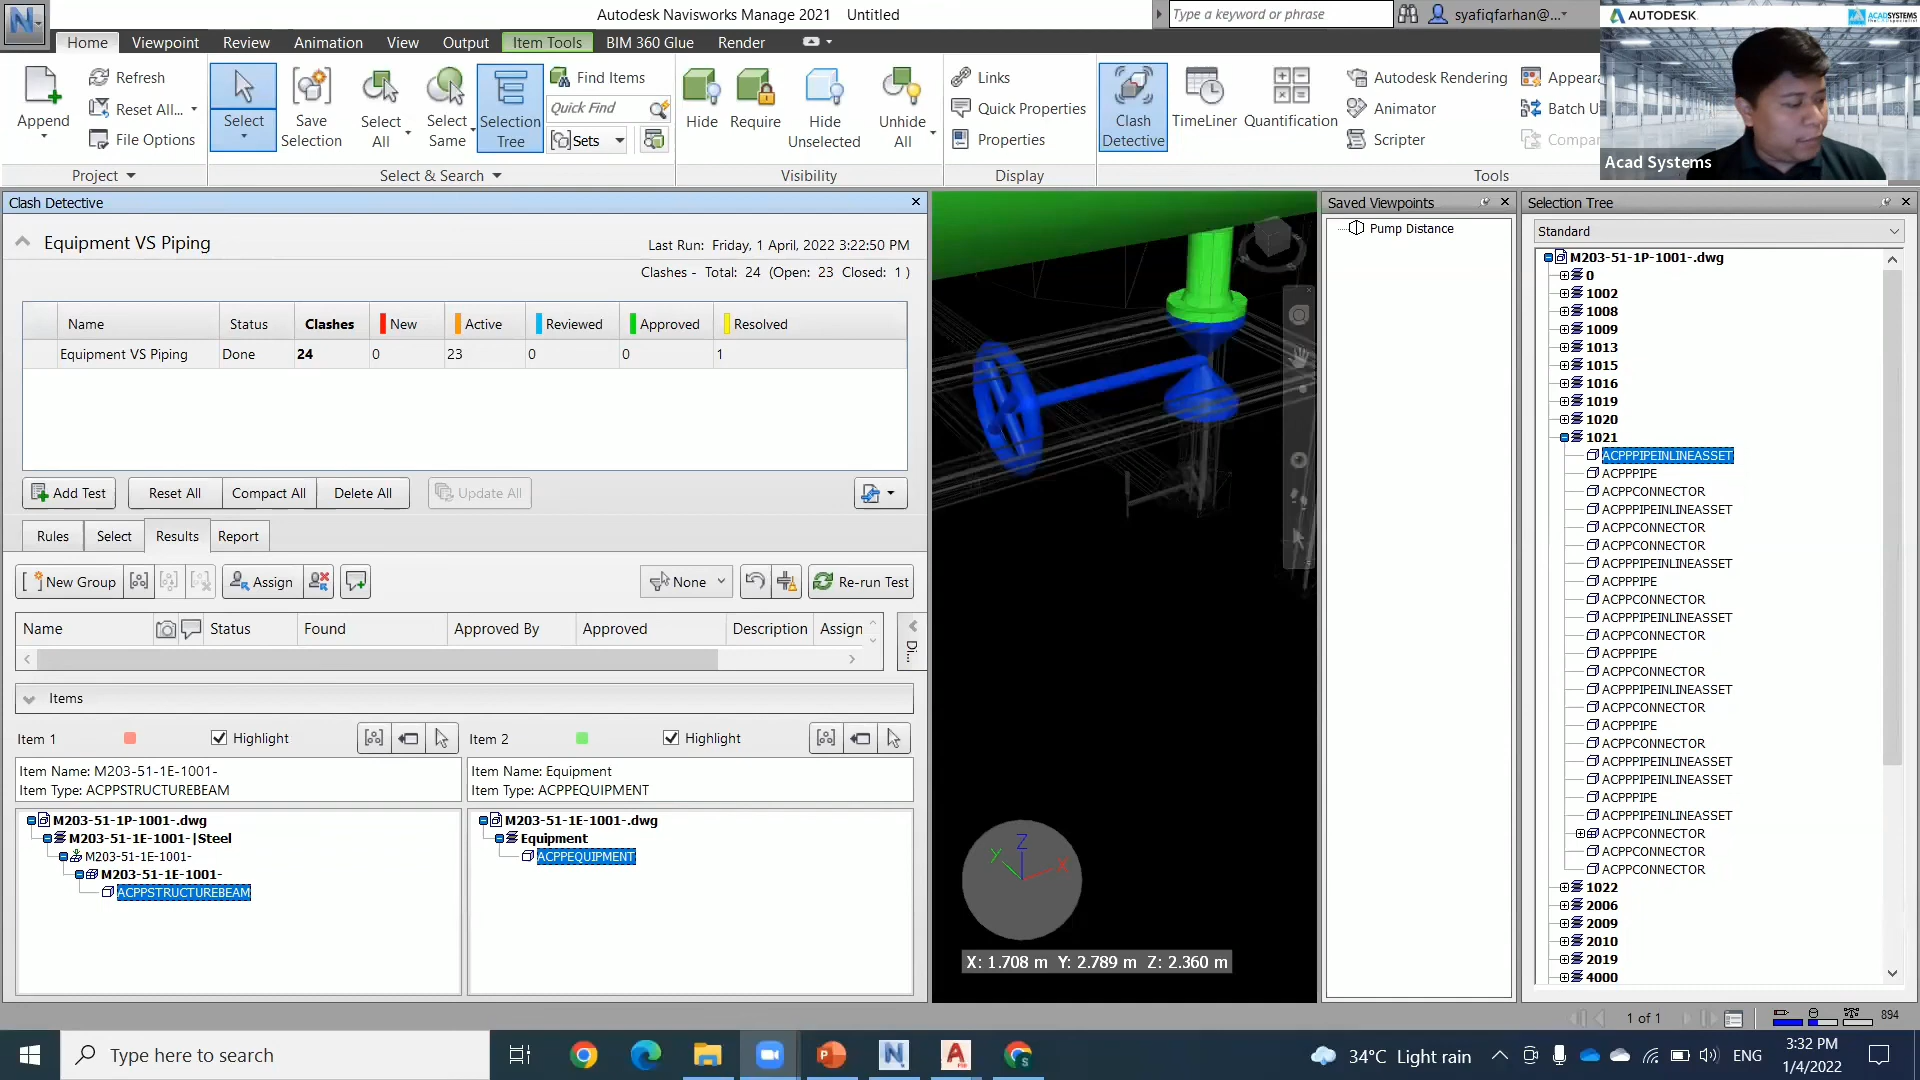 Autodesk Navisworks Manage 2021 Untitled
Type a keyword or phrase
syafiqfarhan@...
AUTODESK
ACADSYSTEMS
Home Viewpoint Review Animation View Output Item Tools BIM 360 Glue Render
Append
Refresh
Reset All...
File Options
Project
Select
Save Selection
Select All
Select Same
Selection Tree
Find Items
Quick Find
Sets
Select & Search
Hide
Require
Hide Unselected
Unhide All
Visibility
Links
Quick Properties
Properties
Display
Clash Detective
TimeLiner
Quantification
Autodesk Rendering
Animator
Scripter
Appeara
Batch U
Compar
Tools
Acad Systems
Clash Detective
Equipment VS Piping
Last Run: Friday, 1 April, 2022 3:22:50 PM
Clashes - Total: 24 (Open: 23 Closed: 1 )
Name Status Clashes New Active Reviewed Approved Resolved
Equipment VS Piping Done 24 0 23 0 0 1
Add Test Reset All Compact All Delete All Update All
Rules Select Results Report
New Group Assign None Re-run Test
Name Status Found Approved By Approved Description Assign
Di...
Items
Item 1 Highlight Item 2 Highlight
Item Name: M203-51-1E-1001-
Item Type: ACPPSTRUCTUREBEAM
Item Name: Equipment
Item Type: ACPPEQUIPMENT
M203-51-1P-1001-.dwg
M203-51-1E-1001-|Steel
M203-51-1E-1001-
M203-51-1E-1001-
ACPPSTRUCTUREBEAM
M203-51-1E-1001-.dwg
Equipment
ACPPEQUIPMENT
Z
Y
X
X: 1.708 m Y: 2.789 m Z: 2.360 m
Saved Viewpoints
Pump Distance
Selection Tree
Standard
M203-51-1P-1001-.dwg
0
1002
1008
1009
1013
1015
1016
1019
1020
1021
ACPPPIPEINLINEASSET
ACPPPIPE
ACPPCONNECTOR
ACPPPIPEINLINEASSET
ACPPCONNECTOR
ACPPCONNECTOR
ACPPPIPEINLINEASSET
ACPPPIPE
ACPPCONNECTOR
ACPPPIPEINLINEASSET
ACPPCONNECTOR
ACPPPIPE
ACPPCONNECTOR
ACPPPIPEINLINEASSET
ACPPCONNECTOR
ACPPPIPE
ACPPCONNECTOR
ACPPPIPEINLINEASSET
ACPPPIPEINLINEASSET
ACPPPIPE
ACPPPIPEINLINEASSET
ACPPCONNECTOR
ACPPCONNECTOR
ACPPCONNECTOR
1022
2006
2009
2010
2019
4000
1 of 1
894
Type here to search
34°C Light rain
ENG
3:32 PM
1/4/2022